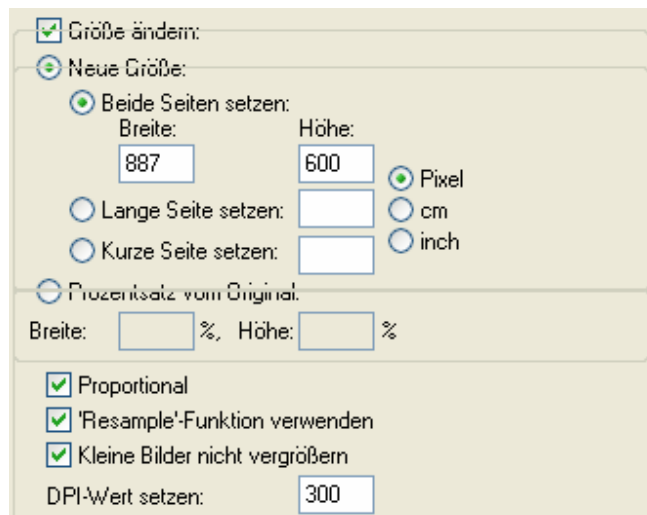 Größe ändern:
Neue Größe:
Beide Seiten setzen:
Breite: Höhe:
887 600
Pixel
Lange Seite setzen: cm
Kurze Seite setzen: inch
Prozentsatz vom Original:
Breite: %, Höhe: %
Proportional
'Resample'-Funktion verwenden
Kleine Bilder nicht vergrößern
DPI-Wert setzen: 300